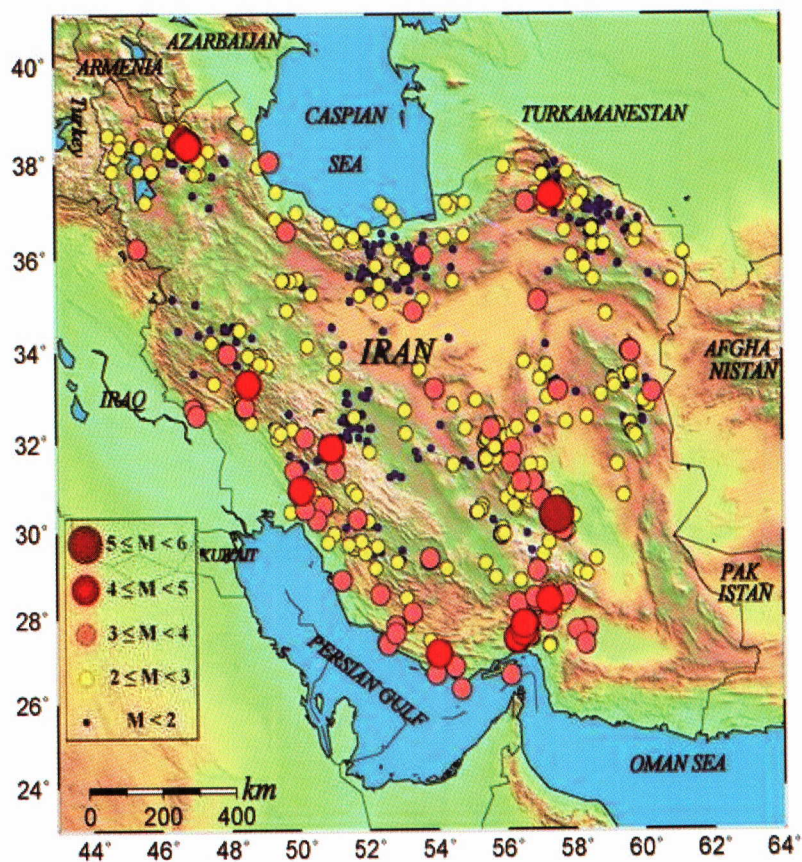 AZARBAIJAN
ARMENIA
Turkey
CASPIAN
SEA
TURKAMANESTAN
IRAN
AFGHA
NISTAN
IRAQ
KUWAIT
PAK
ISTAN
PERSIAN GULF
OMAN SEA
5 ≤ M < 6
4 ≤ M < 5
3 ≤ M < 4
2 ≤ M < 3
M < 2
km
0 200 400
40°
38°
36°
34°
32°
30°
28°
26°
24°
44° 46° 48° 50° 52° 54° 56° 58° 60° 62° 64°